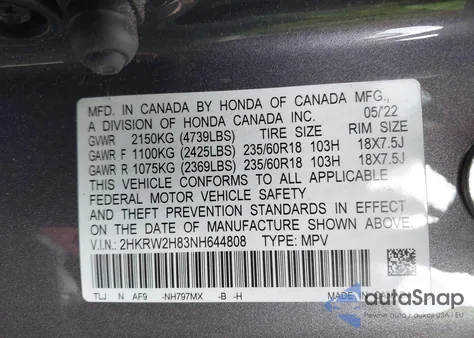 MFD. IN CANADA BY HONDA OF CANADA MFG.,
A DIVISION OF HONDA CANADA INC. 05/'22
GVWR 2150KG (4739LBS) TIRE SIZE RIM SIZE
GAWR F 1100KG (2425LBS) 235/60R18 103H 18X7.5J
GAWR R 1075KG (2369LBS) 235/60R18 103H 18X7.5J
THIS VEHICLE CONFORMS TO ALL APPLICABLE
FEDERAL MOTOR VEHICLE SAFETY
STANDARDS IN EFFECT ON THE
DATE OF MANUFACTURE SHOWN ABOVE.
V.I.N.: 2HKRW2H83NH644808 TYPE: MPV
TLJ N AF9 -NH797MX -B -H MADE IN
autoSnap